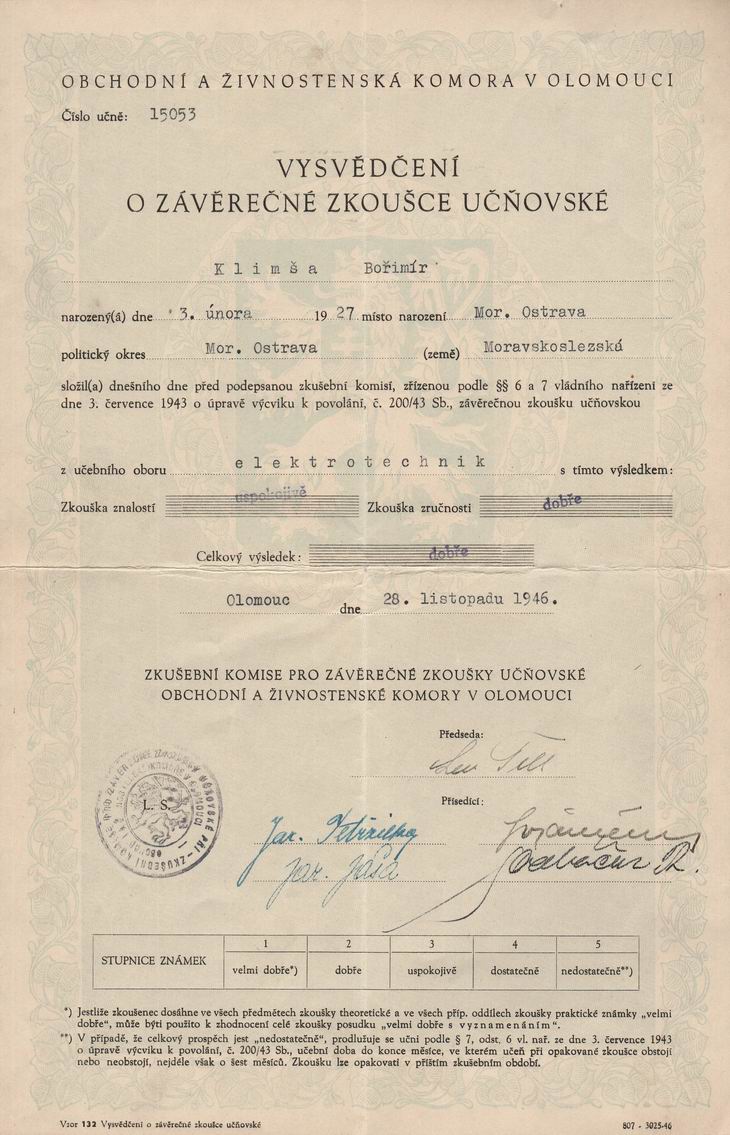 OBCHODNÍ A ŽIVNOSTENSKÁ KOMORA V OLOMOUCI
Číslo učně: 15053
VYSVĚDČENÍ
O ZÁVĚREČNÉ ZKOUŠCE UČŇOVSKÉ
Klimša Bořimír
narozený(á) dne 3. února 1927 místo narození Mor. Ostrava
politický okres Mor. Ostrava (země) Moravskoslezská
složil(a) dnešního dne před podepsanou zkušební komisí, zřízenou podle §§ 6 a 7 vládního nařízení ze
dne 3. července 1943 o úpravě výcviku k povolání, č. 200/43 Sb., závěrečnou zkoušku učňovskou
z učebního oboru elektrotechnik s tímto výsledkem:
Zkouška znalostí uspokojivě Zkouška zručnosti dobře
Celkový výsledek: dobře
Olomouc dne 28. listopadu 1946.
ZKUŠEBNÍ KOMISE PRO ZÁVĚREČNÉ ZKOUŠKY UČŇOVSKÉ
OBCHODNÍ A ŽIVNOSTENSKÉ KOMORY V OLOMOUCI
Předseda:
Přísedící:
L. S.
Jar.
Jar. Jáša
STUPNICE ZNÁMEK
1 2 3 4 5
velmi dobře*) dobře uspokojivě dostatečně nedostatečně**)
*) Jestliže zkoušenec dosáhne ve všech předmětech zkoušky theoretické a ve všech příp. oddílech zkoušky praktické známky „velmi
dobře“, může býti použito k zhodnocení celé zkoušky posudku „velmi dobře s vyznamenáním“.
**) V případě, že celkový prospěch jest „nedostatečně“, prodlužuje se učni podle § 7, odst. 6 vl. nař. ze dne 3. července 1943
o úpravě výcviku k povolání, č. 200/43 Sb., učební doba do konce měsíce, ve kterém učeň při opakované zkoušce obstojí
nebo neobstojí, nejdéle však o šest měsíců. Zkoušku lze opakovati v příštím zkušebním období.
Vzor 132 Vysvědčení o závěrečné zkoušce učňovské
807 - 3025-46